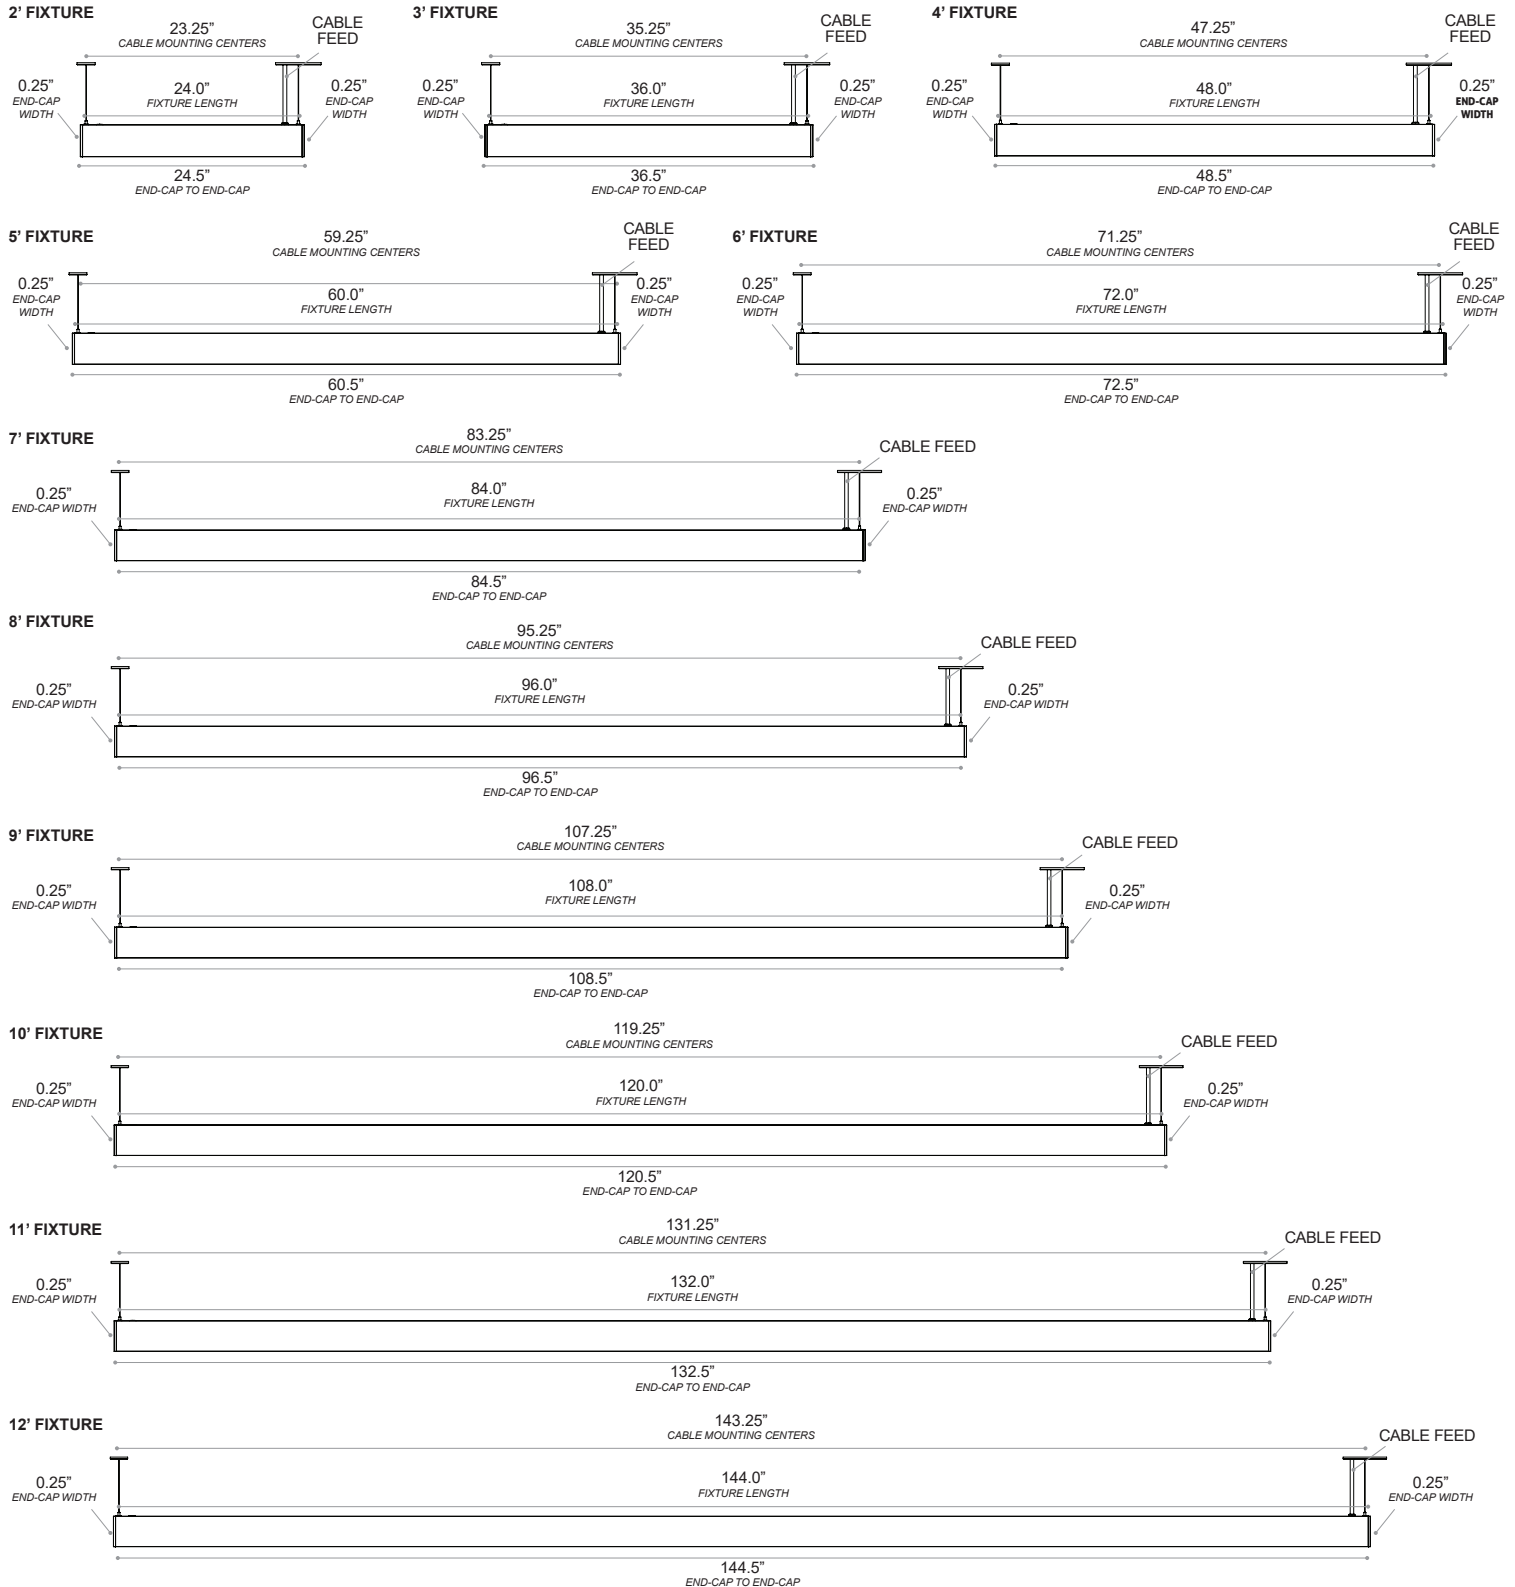 2’ FIXTURE
23.25”
CABLE MOUNTING CENTERS
CABLE
FEED
0.25”
END-CAP
WIDTH
24.0”
FIXTURE LENGTH
0.25”
END-CAP
WIDTH
24.5”
END-CAP TO END-CAP
3’ FIXTURE
35.25”
CABLE MOUNTING CENTERS
CABLE
FEED
0.25”
END-CAP
WIDTH
36.0”
FIXTURE LENGTH
0.25”
END-CAP
WIDTH
36.5”
END-CAP TO END-CAP
4’ FIXTURE
47.25”
CABLE MOUNTING CENTERS
CABLE
FEED
0.25”
END-CAP
WIDTH
48.0”
FIXTURE LENGTH
0.25”
END-CAP
WIDTH
48.5”
END-CAP TO END-CAP
5’ FIXTURE
59.25”
CABLE MOUNTING CENTERS
CABLE
FEED
0.25”
END-CAP
WIDTH
60.0”
FIXTURE LENGTH
0.25”
END-CAP
WIDTH
60.5”
END-CAP TO END-CAP
6’ FIXTURE
71.25”
CABLE MOUNTING CENTERS
CABLE
FEED
0.25”
END-CAP
WIDTH
72.0”
FIXTURE LENGTH
0.25”
END-CAP
WIDTH
72.5”
END-CAP TO END-CAP
7’ FIXTURE
83.25”
CABLE MOUNTING CENTERS
CABLE FEED
0.25”
END-CAP WIDTH
84.0”
FIXTURE LENGTH
0.25”
END-CAP WIDTH
84.5”
END-CAP TO END-CAP
8’ FIXTURE
95.25”
CABLE MOUNTING CENTERS
CABLE FEED
0.25”
END-CAP WIDTH
96.0”
FIXTURE LENGTH
0.25”
END-CAP WIDTH
96.5”
END-CAP TO END-CAP
9’ FIXTURE
107.25”
CABLE MOUNTING CENTERS
CABLE FEED
0.25”
END-CAP WIDTH
108.0”
FIXTURE LENGTH
0.25”
END-CAP WIDTH
108.5”
END-CAP TO END-CAP
10’ FIXTURE
119.25”
CABLE MOUNTING CENTERS
CABLE FEED
0.25”
END-CAP WIDTH
120.0”
FIXTURE LENGTH
0.25”
END-CAP WIDTH
120.5”
END-CAP TO END-CAP
11’ FIXTURE
131.25”
CABLE MOUNTING CENTERS
CABLE FEED
0.25”
END-CAP WIDTH
132.0”
FIXTURE LENGTH
0.25”
END-CAP WIDTH
132.5”
END-CAP TO END-CAP
12’ FIXTURE
143.25”
CABLE MOUNTING CENTERS
CABLE FEED
0.25”
END-CAP WIDTH
144.0”
FIXTURE LENGTH
0.25”
END-CAP WIDTH
144.5”
END-CAP TO END-CAP